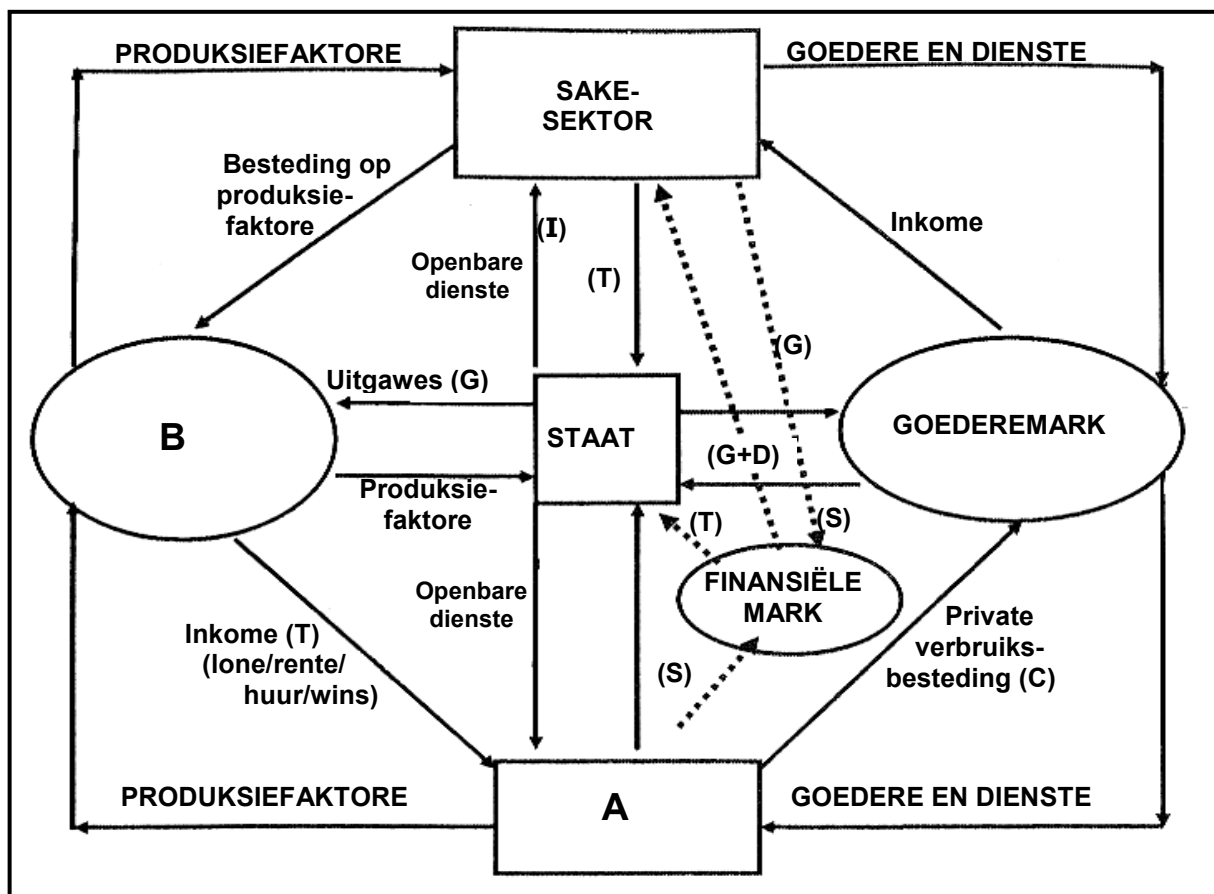 PRODUKSIEFAKTORE
GOEDERE EN DIENSTE
SAKE-
SEKTOR
Besteding op
produksie-
faktore
(I)
Openbare
dienste
(T)
Inkome
(G)
Uitgawes (G)
B
STAAT
GOEDEREMARK
(G+D)
Produksie-
faktore
(T)
(S)
Openbare
dienste
FINANSIËLE
MARK
Inkome (T)
(lone/rente/
huur/wins)
(S)
Private
verbruiks-
besteding (C)
PRODUKSIEFAKTORE
A
GOEDERE EN DIENSTE